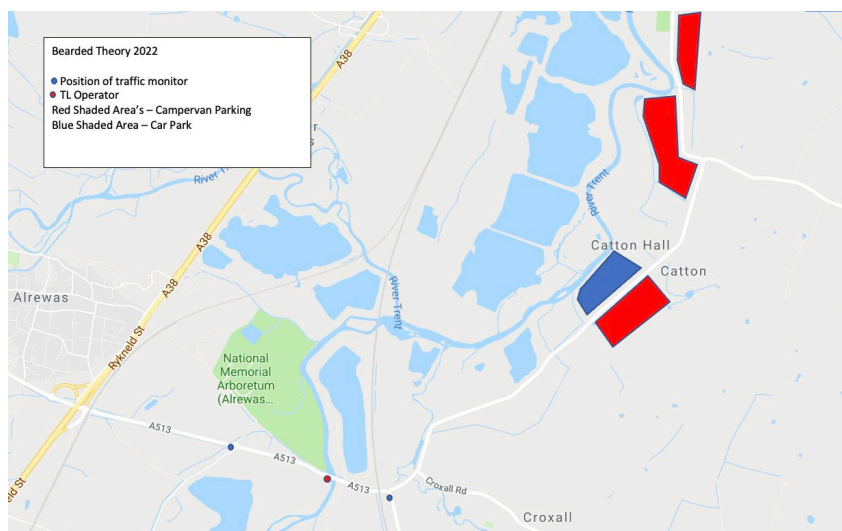 Bearded Theory 2022
Position of traffic monitor
TL Operator
Red Shaded Area's – Campervan Parking
Blue Shaded Area – Car Park
A38
River
River Trent
A38
Catton Hall
Catton
A38
Alrewas
River Trent
Rykneld St
National
Memorial
Arboretum
(Alrewas...
A513
A513
A513
Croxall Rd
Croxall